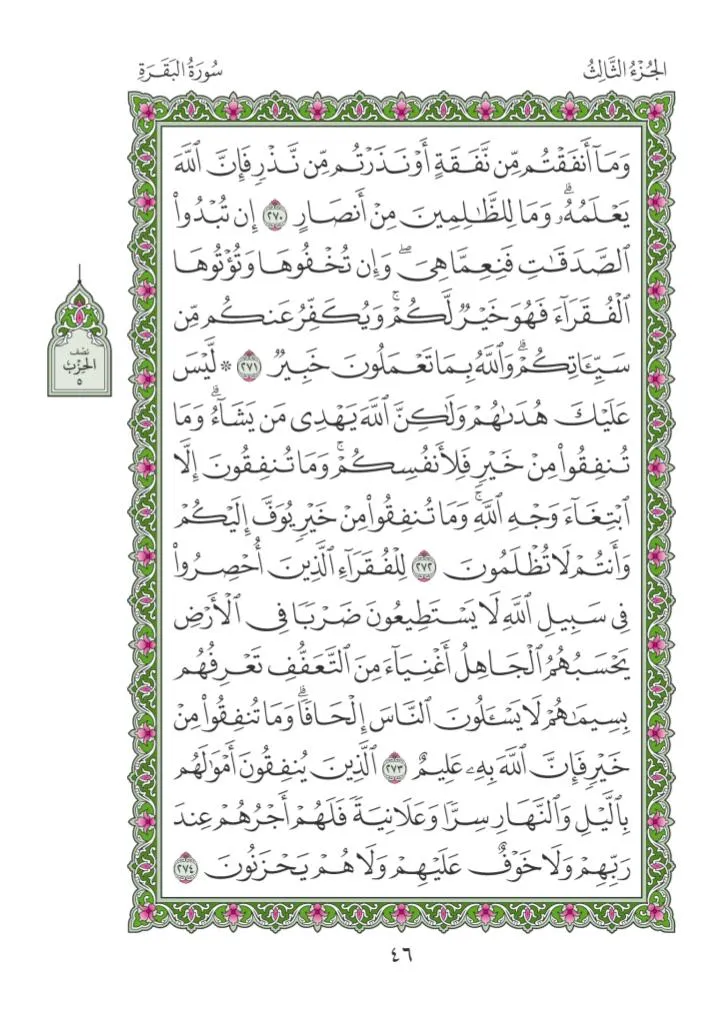 الجُزْءُ الثَّالِثُ
سُورَةُ البَقَرَةِ
وَمَآ أَنفَقۡتُم مِّن نَّفَقَةٍ أَوۡ نَذَرۡتُم مِّن نَّذۡرٖ فَإِنَّ ٱللَّهَ
يَعۡلَمُهُۥۗ وَمَا لِلظَّٰلِمِينَ مِنۡ أَنصَارٍ ٢٧٠ إِن تُبۡدُواْ
ٱلصَّدَقَٰتِ فَنِعِمَّا هِيَۖ وَإِن تُخۡفُوهَا وَتُؤۡتُوهَا
ٱلۡفُقَرَآءَ فَهُوَ خَيۡرٞ لَّكُمۡۚ وَيُكَفِّرُ عَنكُم مِّن
سَيِّـَٔاتِكُمۡۗ وَٱللَّهُ بِمَا تَعۡمَلُونَ خَبِيرٞ ٢٧١ ۞ لَّيۡسَ
عَلَيۡكَ هُدَىٰهُمۡ وَلَٰكِنَّ ٱللَّهَ يَهۡدِي مَن يَشَآءُۗ وَمَا
تُنفِقُواْ مِنۡ خَيۡرٖ فَلِأَنفُسِكُمۡۚ وَمَا تُنفِقُونَ إِلَّا
ٱبۡتِغَآءَ وَجۡهِ ٱللَّهِۚ وَمَا تُنفِقُواْ مِنۡ خَيۡرٖ يُوَفَّ إِلَيۡكُمۡ
وَأَنتُمۡ لَا تُظۡلَمُونَ ٢٧٢ لِلۡفُقَرَآءِ ٱلَّذِينَ أُحۡصِرُواْ
فِي سَبِيلِ ٱللَّهِ لَا يَسۡتَطِيعُونَ ضَرۡبٗا فِي ٱلۡأَرۡضِ
يَحۡسَبُهُمُ ٱلۡجَاهِلُ أَغۡنِيَآءَ مِنَ ٱلتَّعَفُّفِ تَعۡرِفُهُم
بِسِيمَٰهُمۡ لَا يَسۡـَٔلُونَ ٱلنَّاسَ إِلۡحَافٗاۗ وَمَا تُنفِقُواْ مِنۡ
خَيۡرٖ فَإِنَّ ٱللَّهَ بِهِۦ عَلِيمٌ ٢٧٣ ٱلَّذِينَ يُنفِقُونَ أَمۡوَٰلَهُم
بِٱلَّيۡلِ وَٱلنَّهَارِ سِرّٗا وَعَلَانِيَةٗ فَلَهُمۡ أَجۡرُهُمۡ عِندَ
رَبِّهِمۡ وَلَا خَوۡفٌ عَلَيۡهِمۡ وَلَا هُمۡ يَحۡزَنُونَ ٢٧٤
نصف
الحزب
٥
٤٦